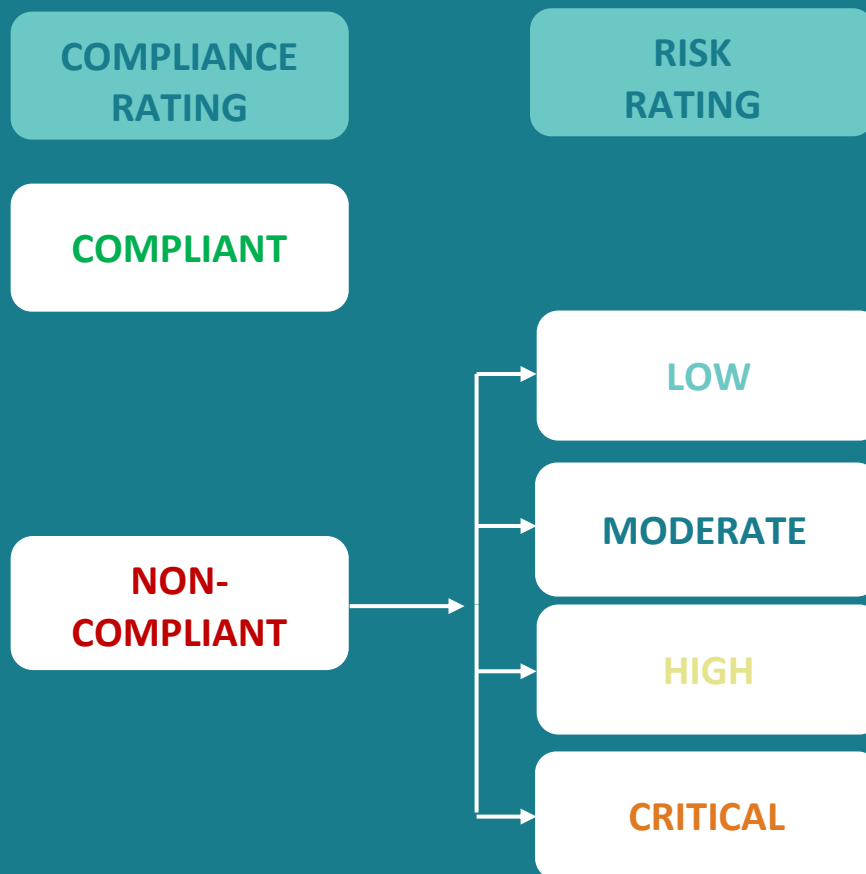 COMPLIANCE
RATING
RISK
RATING
COMPLIANT
LOW
MODERATE
NON-
COMPLIANT
HIGH
CRITICAL